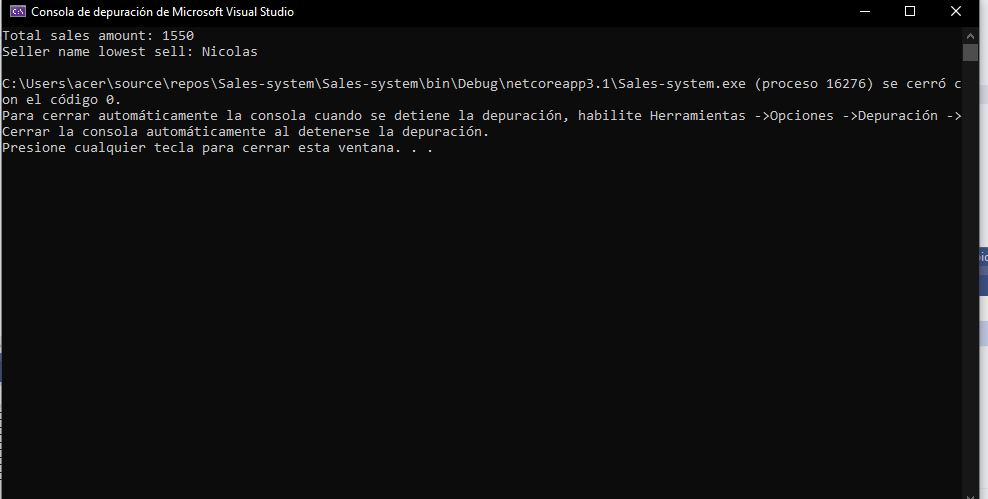 Consola de depuración de Microsoft Visual Studio
Total sales amount: 1550
Seller name lowest sell: Nicolas
C:\Users\acer\source\repos\Sales-system\Sales-system\bin\Debug\netcoreapp3.1\Sales-system.exe (proceso 16276) se cerró c
on el código 0.
Para cerrar automáticamente la consola cuando se detiene la depuración, habilite Herramientas ->Opciones ->Depuración ->
Cerrar la consola automáticamente al detenerse la depuración.
Presione cualquier tecla para cerrar esta ventana. . .